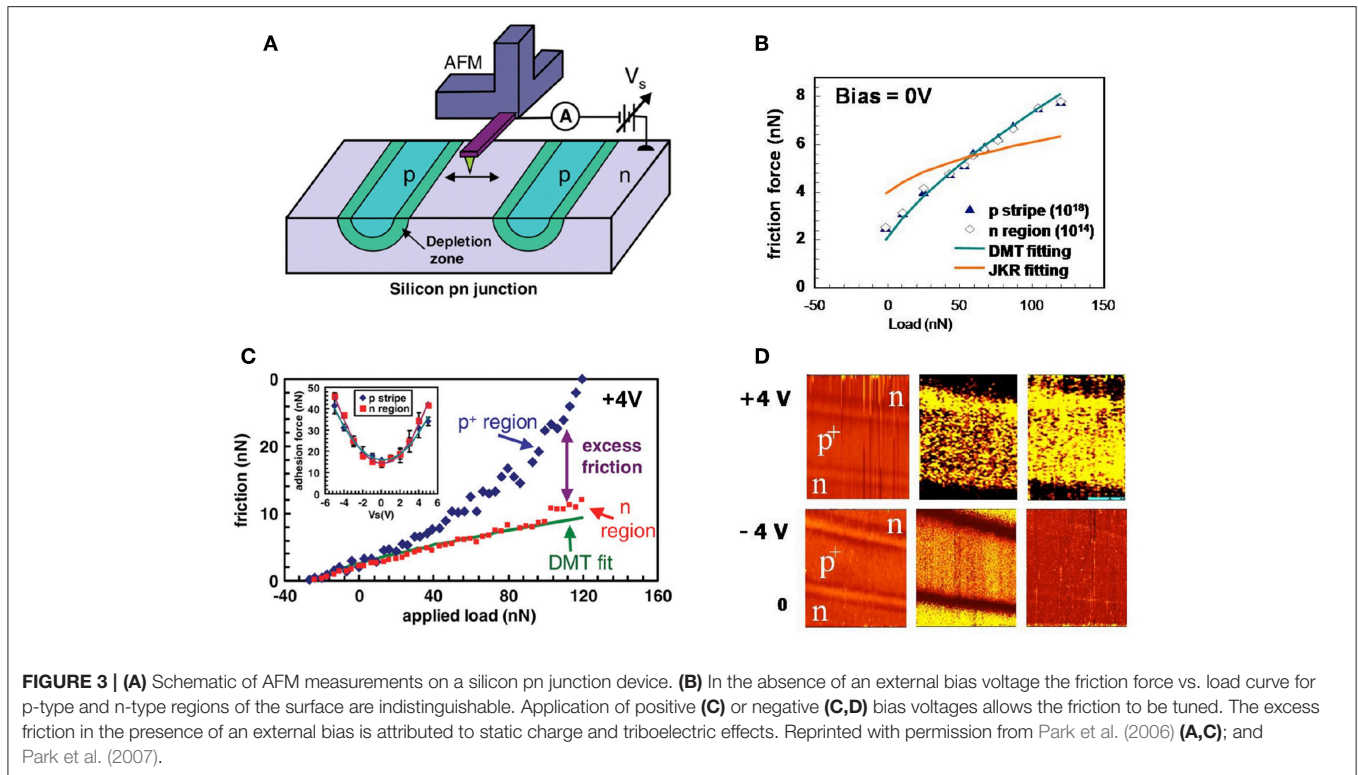 A
AFM
A
Vs
p
p
n
Depletion
zone
Silicon pn junction
B
Bias = 0V
friction force (nN)
8
6
4
2
0
-50
0
50
100
150
Load (nN)
p stripe (10¹⁸)
n region (10¹⁴)
DMT fitting
JKR fitting
C
friction (nN)
0
20
10
0
-40
0
40
80
120
160
applied load (nN)
+4V
p⁺ region
excess
friction
n
region
DMT fit
adhesion force (nN)
50
40
30
20
10
0
-6 -4 -2 0 2 4 6
Vs(V)
p stripe
n region
D
+4 V
n
p⁺
n
- 4 V
n
p⁺
0
n
FIGURE 3 | (A) Schematic of AFM measurements on a silicon pn junction device. (B) In the absence of an external bias voltage the friction force vs. load curve for
p-type and n-type regions of the surface are indistinguishable. Application of positive (C) or negative (C,D) bias voltages allows the friction to be tuned. The excess
friction in the presence of an external bias is attributed to static charge and triboelectric effects. Reprinted with permission from Park et al. (2006) (A,C); and
Park et al. (2007).